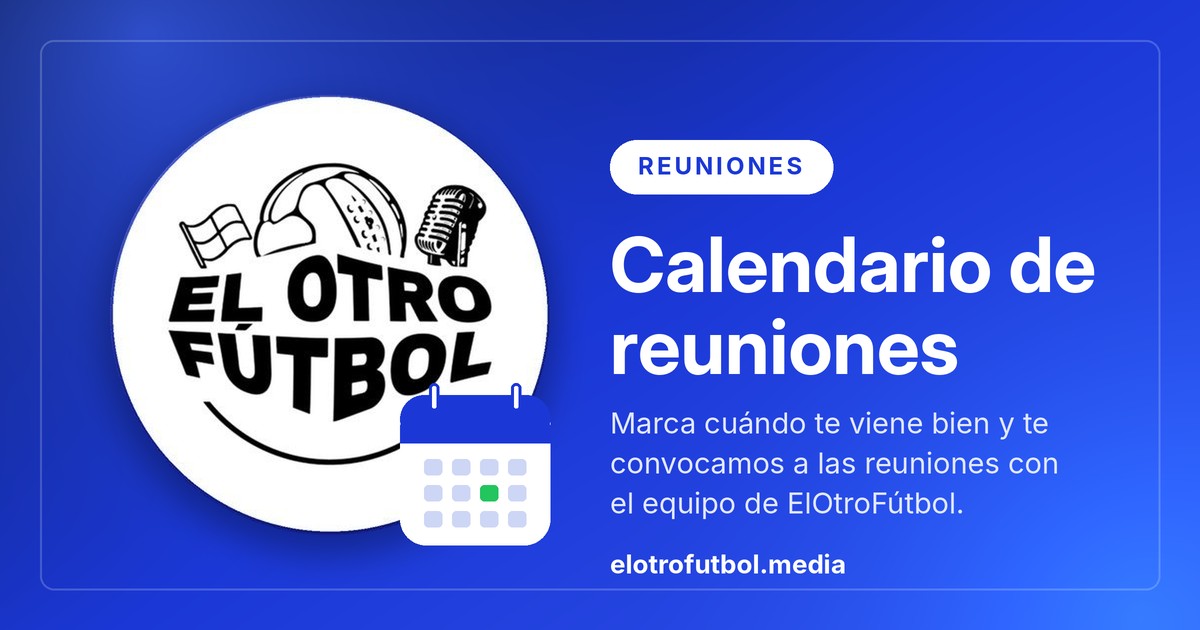 EL OTRO
FÚTBOL
REUNIONES
Calendario de
reuniones
Marca cuándo te viene bien y te
convocamos a las reuniones con
el equipo de ElOtroFútbol.
elotrofutbol.media